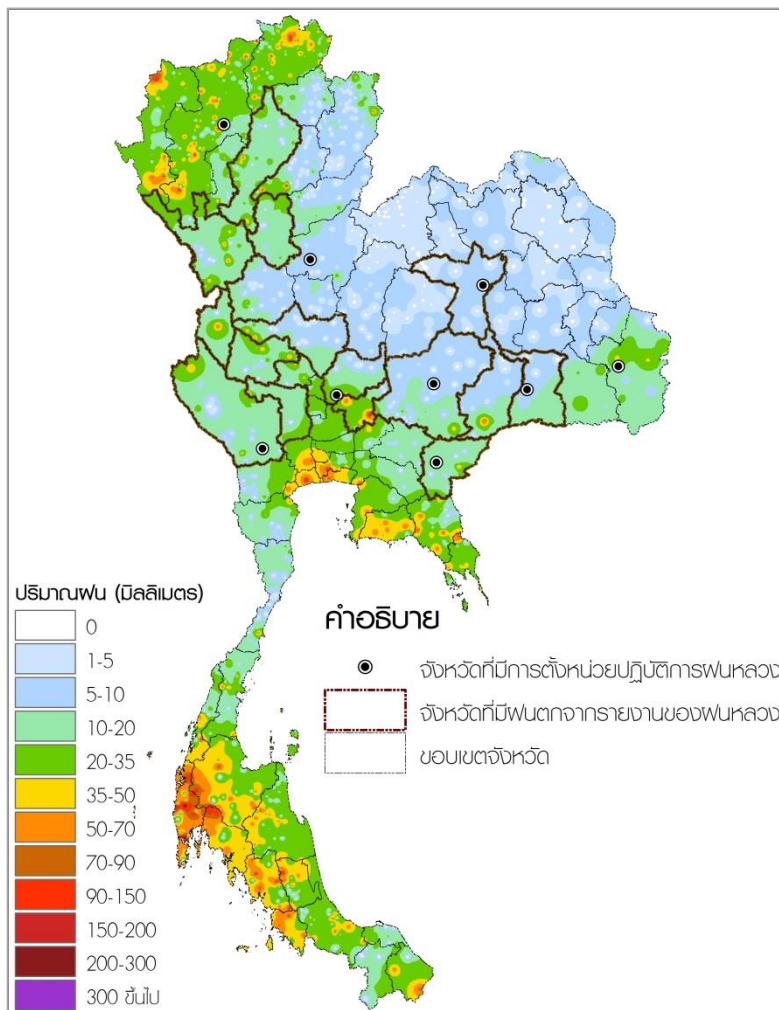 ปริมาณฝน (มิลลิเมตร)
0
1-5
5-10
10-20
20-35
35-50
50-70
70-90
90-150
150-200
200-300
300 ขึ้นไป
คำอธิบาย
จังหวัดที่มีการตั้งหน่วยปฏิบัติการฝนหลวง
จังหวัดที่มีฝนตกจากรายงานของฝนหลวง
ขอบเขตจังหวัด